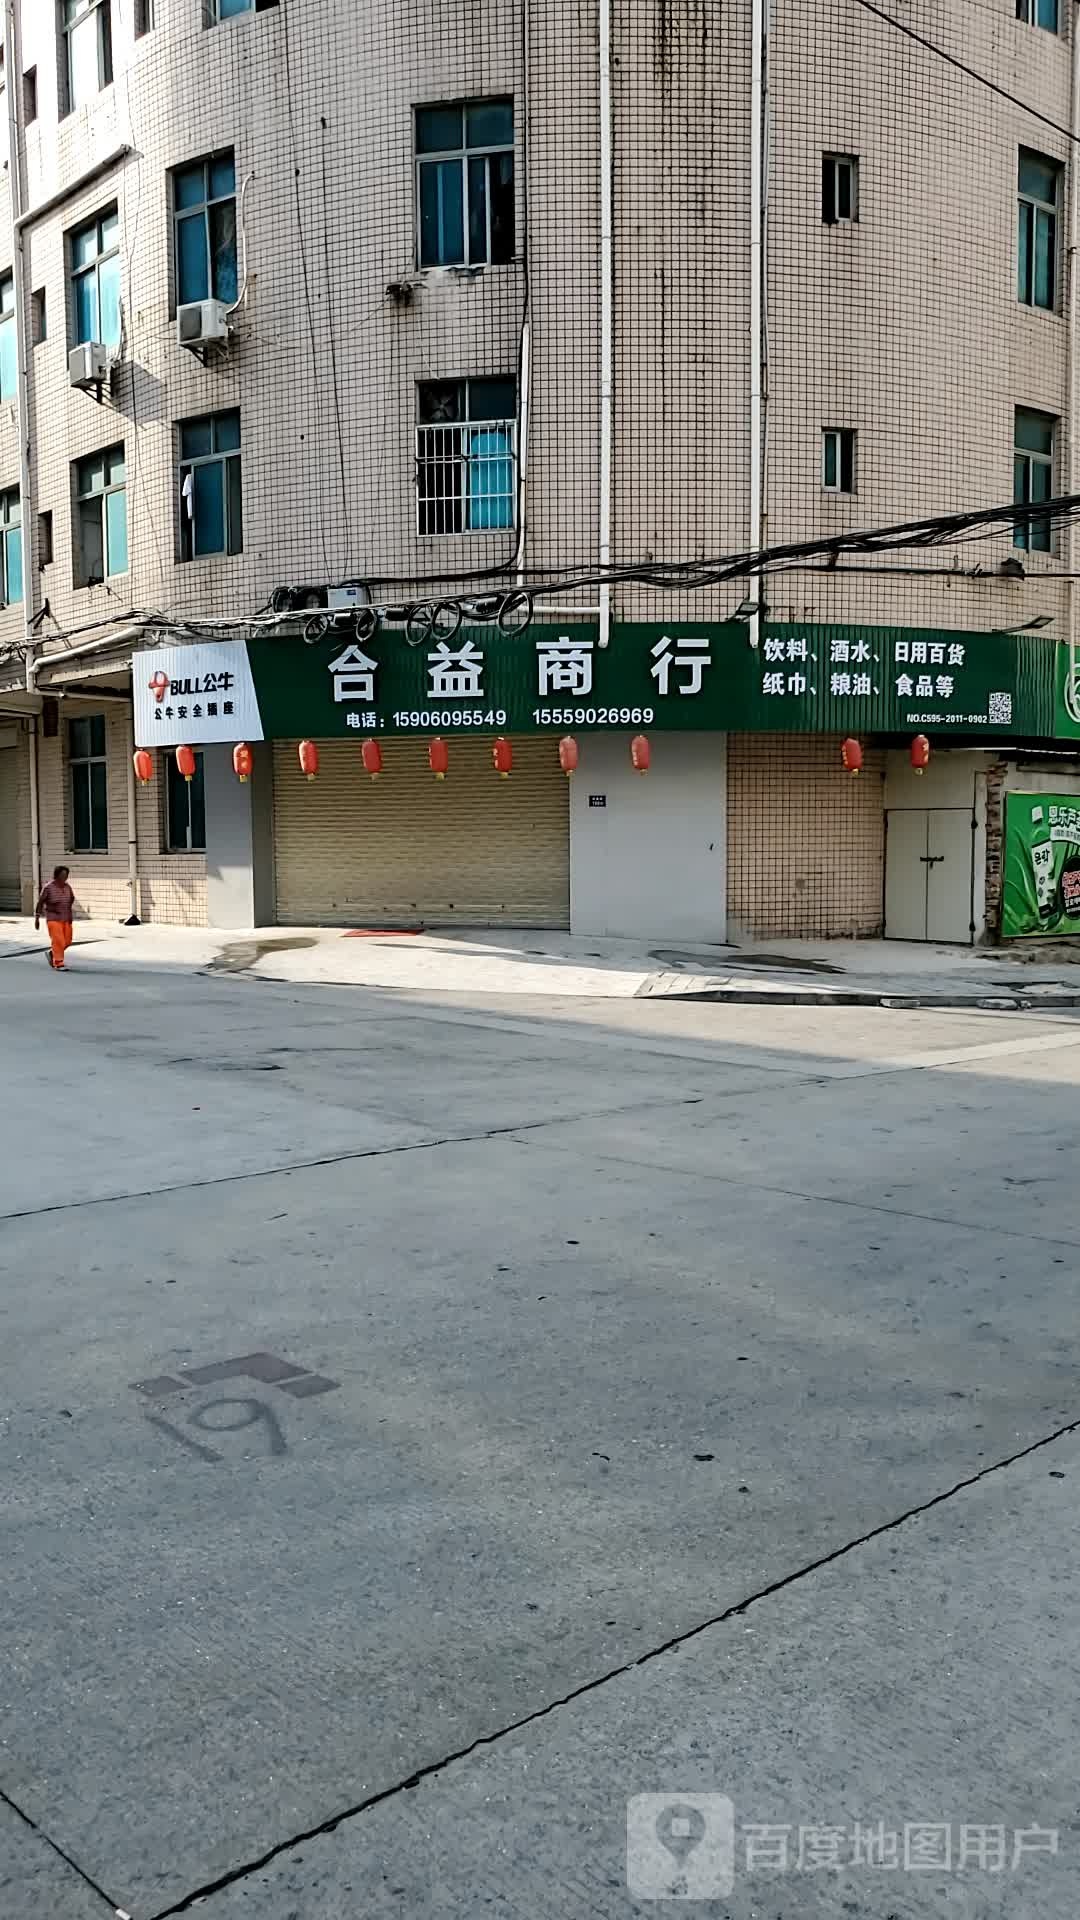 BULL公牛
公牛安全插座
合益商行
电话：15906095549 15559026969
饮料、酒水、日用百货
纸巾、粮油、食品等
NO.C595-2011-0902
19
百度地图用户